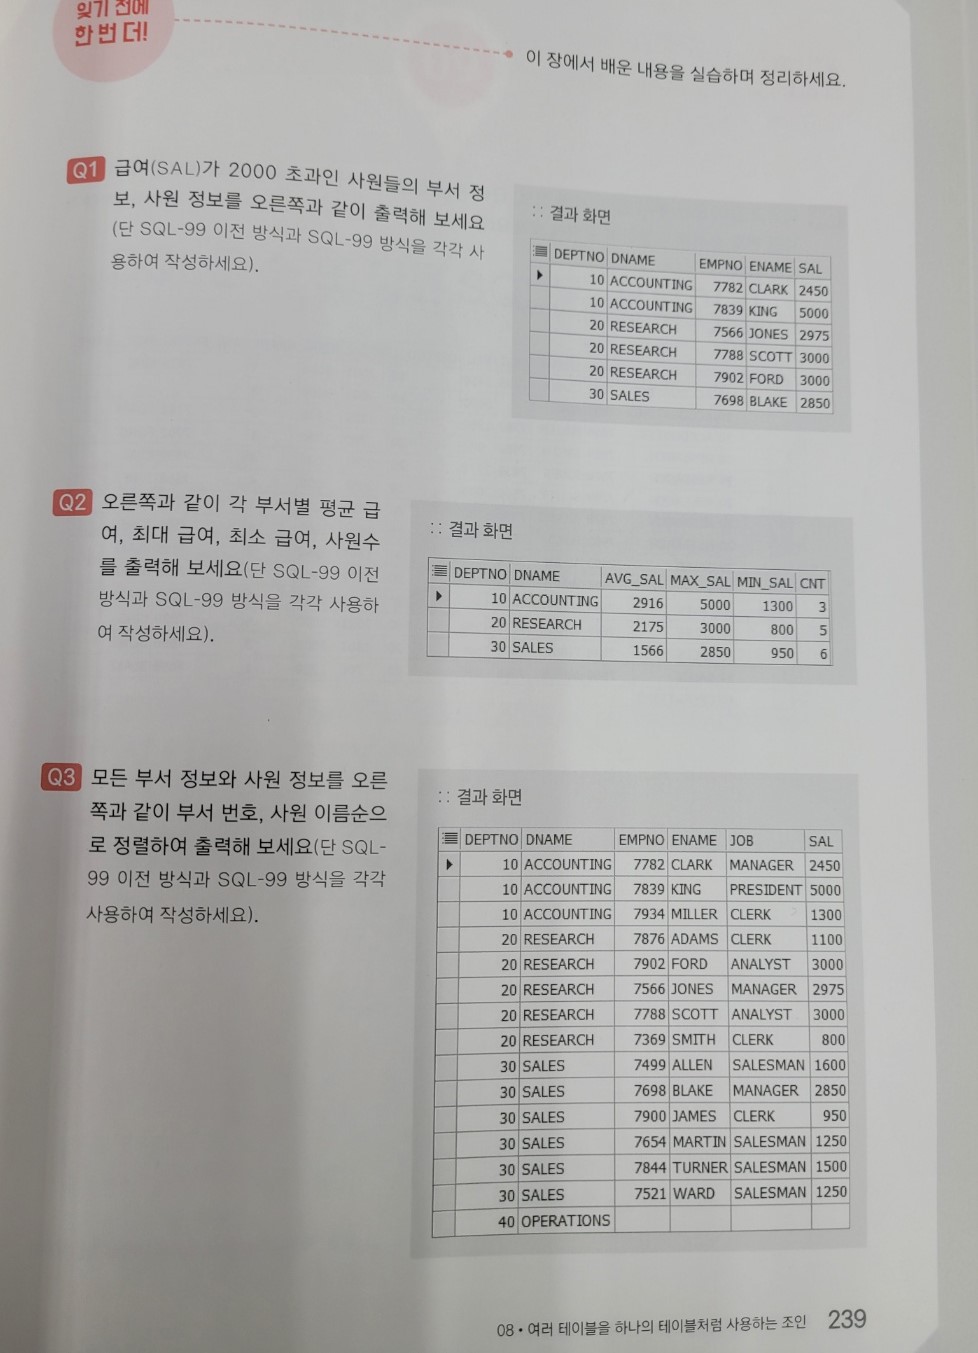 잊기 전에
한 번 더!
이 장에서 배운 내용을 실습하며 정리하세요.
Q1 급여(SAL)가 2000 초과인 사원들의 부서 정
보, 사원 정보를 오른쪽과 같이 출력해 보세요
(단 SQL-99 이전 방식과 SQL-99 방식을 각각 사
용하여 작성하세요).
:: 결과 화면
DEPTNO DNAME EMPNO ENAME SAL
10 ACCOUNTING 7782 CLARK 2450
10 ACCOUNTING 7839 KING 5000
20 RESEARCH 7566 JONES 2975
20 RESEARCH 7788 SCOTT 3000
20 RESEARCH 7902 FORD 3000
30 SALES 7698 BLAKE 2850
Q2 오른쪽과 같이 각 부서별 평균 급
여, 최대 급여, 최소 급여, 사원수
를 출력해 보세요(단 SQL-99 이전
방식과 SQL-99 방식을 각각 사용하
여 작성하세요).
:: 결과 화면
DEPTNO DNAME AVG_SAL MAX_SAL MIN_SAL CNT
10 ACCOUNTING 2916 5000 1300 3
20 RESEARCH 2175 3000 800 5
30 SALES 1566 2850 950 6
Q3 모든 부서 정보와 사원 정보를 오른
쪽과 같이 부서 번호, 사원 이름순으
로 정렬하여 출력해 보세요(단 SQL-
99 이전 방식과 SQL-99 방식을 각각
사용하여 작성하세요).
:: 결과 화면
DEPTNO DNAME EMPNO ENAME JOB SAL
10 ACCOUNTING 7782 CLARK MANAGER 2450
10 ACCOUNTING 7839 KING PRESIDENT 5000
10 ACCOUNTING 7934 MILLER CLERK 1300
20 RESEARCH 7876 ADAMS CLERK 1100
20 RESEARCH 7902 FORD ANALYST 3000
20 RESEARCH 7566 JONES MANAGER 2975
20 RESEARCH 7788 SCOTT ANALYST 3000
20 RESEARCH 7369 SMITH CLERK 800
30 SALES 7499 ALLEN SALESMAN 1600
30 SALES 7698 BLAKE MANAGER 2850
30 SALES 7900 JAMES CLERK 950
30 SALES 7654 MARTIN SALESMAN 1250
30 SALES 7844 TURNER SALESMAN 1500
30 SALES 7521 WARD SALESMAN 1250
40 OPERATIONS
08 • 여러 테이블을 하나의 테이블처럼 사용하는 조인 239